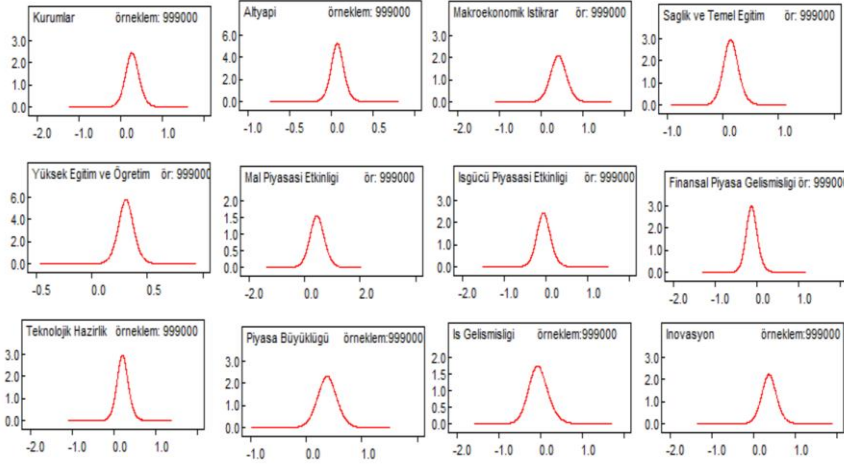 Kurumlar örneklem: 999000
3.0
2.0
1.0
0.0
-2.0 -1.0 0.0 1.0
Altyapi örneklem: 999000
6.0
4.0
2.0
0.0
-1.0 -0.5 0.0 0.5
Makroekonomik Istikrar ör: 999000
3.0
2.0
1.0
0.0
-2.0 -1.0 0.0 1.0
Saglik ve Temel Egitim ör: 999000
3.0
2.0
1.0
0.0
-1.0 0.0 1.0
Yüksek Egitim ve Ögretim ör: 999000
6.0
4.0
2.0
0.0
-0.5 0.0 0.5
Mal Piyasasi Etkinligi ör: 999000
2.0
1.5
1.0
0.5
0.0
-2.0 0.0 2.0
Isgücü Piyasasi Etkinligi ör: 999000
3.0
2.0
1.0
0.0
-2.0 -1.0 0.0 1.0
Finansal Piyasa Gelismisligi ör: 999000
3.0
2.0
1.0
0.0
-2.0 -1.0 0.0 1.0
Teknolojik Hazirlik örneklem: 999000
3.0
2.0
1.0
0.0
-2.0 -1.0 0.0 1.0
Piyasa Büyüklügü örneklem:999000
3.0
2.0
1.0
0.0
-1.0 0.0 1.0
Is Gelismisligi örneklem:999000
2.0
1.5
1.0
0.5
0.0
-2.0 -1.0 0.0 1.0
Inovasyon örneklem:999000
3.0
2.0
1.0
0.0
-2.0 -1.0 0.0 1.0